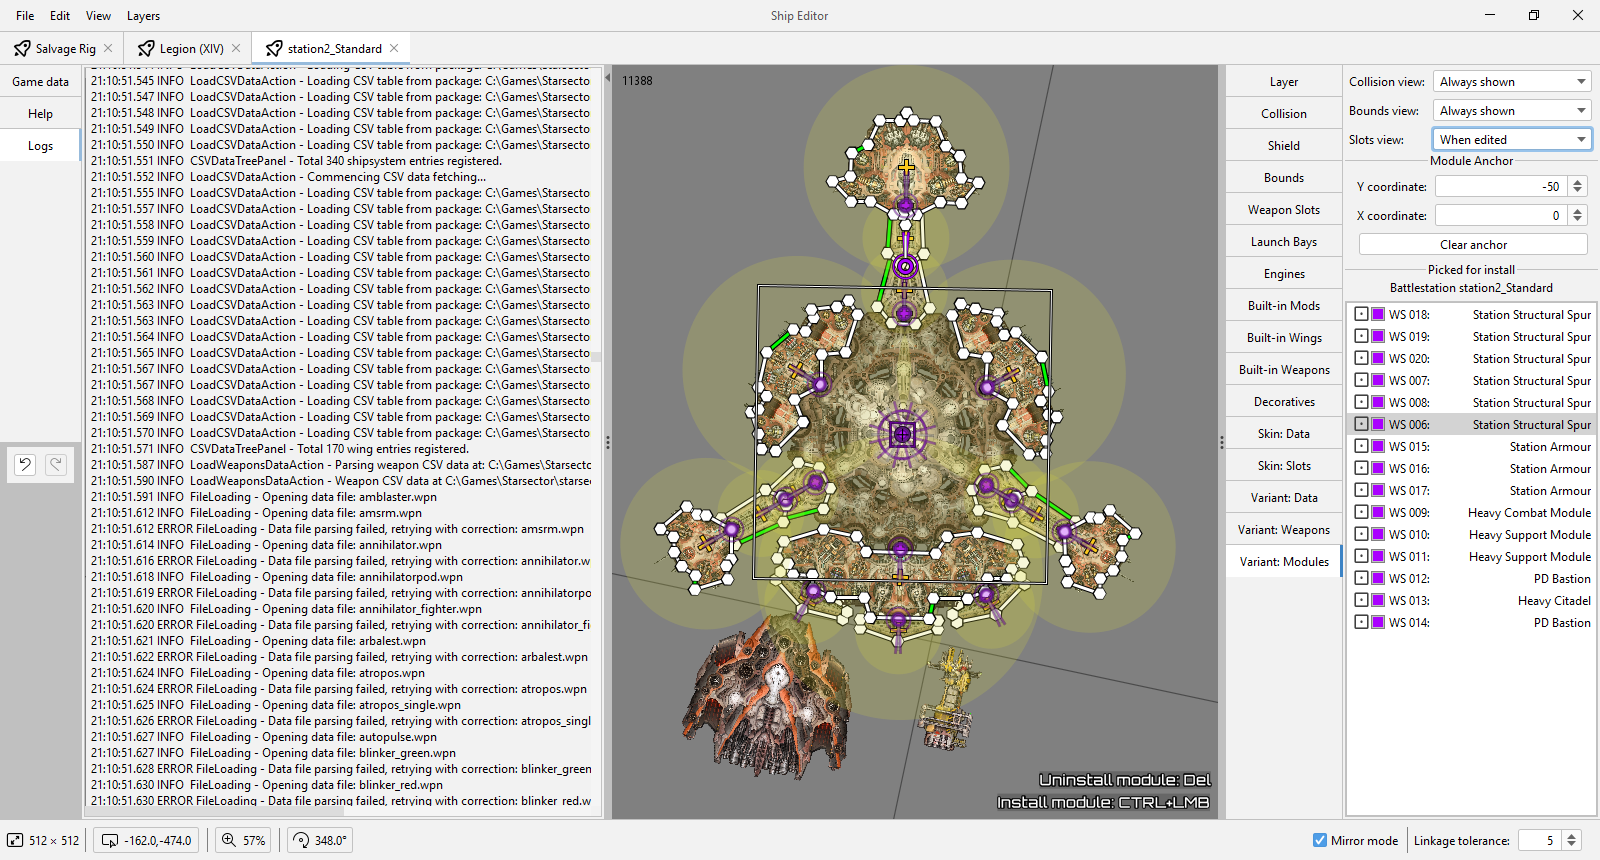 File Edit View Layers Ship Editor
Salvage Rig Legion (XIV) station2_Standard
Game data
Help
Logs
21:10:51.545 INFO LoadCSVDataAction - Loading CSV table from package: C:\Games\Starsecto
21:10:51.547 INFO LoadCSVDataAction - Loading CSV table from package: C:\Games\Starsecto
21:10:51.548 INFO LoadCSVDataAction - Loading CSV table from package: C:\Games\Starsecto
21:10:51.549 INFO LoadCSVDataAction - Loading CSV table from package: C:\Games\Starsecto
21:10:51.550 INFO LoadCSVDataAction - Loading CSV table from package: C:\Games\Starsecto
21:10:51.551 INFO CSVDataTreePanel - Total 340 shipsystem entries registered.
21:10:51.552 INFO LoadCSVDataAction - Commencing CSV data fetching...
21:10:51.555 INFO LoadCSVDataAction - Loading CSV table from package: C:\Games\Starsecto
21:10:51.557 INFO LoadCSVDataAction - Loading CSV table from package: C:\Games\Starsecto
21:10:51.558 INFO LoadCSVDataAction - Loading CSV table from package: C:\Games\Starsecto
21:10:51.559 INFO LoadCSVDataAction - Loading CSV table from package: C:\Games\Starsecto
21:10:51.560 INFO LoadCSVDataAction - Loading CSV table from package: C:\Games\Starsecto
21:10:51.561 INFO LoadCSVDataAction - Loading CSV table from package: C:\Games\Starsecto
21:10:51.562 INFO LoadCSVDataAction - Loading CSV table from package: C:\Games\Starsecto
21:10:51.563 INFO LoadCSVDataAction - Loading CSV table from package: C:\Games\Starsecto
21:10:51.563 INFO LoadCSVDataAction - Loading CSV table from package: C:\Games\Starsecto
21:10:51.564 INFO LoadCSVDataAction - Loading CSV table from package: C:\Games\Starsecto
21:10:51.565 INFO LoadCSVDataAction - Loading CSV table from package: C:\Games\Starsecto
21:10:51.567 INFO LoadCSVDataAction - Loading CSV table from package: C:\Games\Starsecto
21:10:51.567 INFO LoadCSVDataAction - Loading CSV table from package: C:\Games\Starsecto
21:10:51.568 INFO LoadCSVDataAction - Loading CSV table from package: C:\Games\Starsecto
21:10:51.569 INFO LoadCSVDataAction - Loading CSV table from package: C:\Games\Starsecto
21:10:51.570 INFO LoadCSVDataAction - Loading CSV table from package: C:\Games\Starsecto
21:10:51.571 INFO CSVDataTreePanel - Total 170 wing entries registered.
21:10:51.587 INFO LoadWeaponsDataAction - Parsing weapon CSV data at: C:\Games\Starsecto
21:10:51.590 INFO LoadWeaponsDataAction - Weapon CSV data at C:\Games\Starsector\starse
21:10:51.591 INFO FileLoading - Opening data file: amblaster.wpn
21:10:51.612 INFO FileLoading - Opening data file: amsrm.wpn
21:10:51.612 ERROR FileLoading - Data file parsing failed, retrying with correction: amsrm.wpn
21:10:51.614 INFO FileLoading - Opening data file: annihilator.wpn
21:10:51.616 ERROR FileLoading - Data file parsing failed, retrying with correction: annihilator.w
21:10:51.618 INFO FileLoading - Opening data file: annihilatorpod.wpn
21:10:51.619 ERROR FileLoading - Data file parsing failed, retrying with correction: annihilatorpo
21:10:51.620 INFO FileLoading - Opening data file: annihilator_fighter.wpn
21:10:51.620 ERROR FileLoading - Data file parsing failed, retrying with correction: annihilator_fi
21:10:51.621 INFO FileLoading - Opening data file: arbalest.wpn
21:10:51.622 ERROR FileLoading - Data file parsing failed, retrying with correction: arbalest.wpn
21:10:51.624 INFO FileLoading - Opening data file: atropos.wpn
21:10:51.624 ERROR FileLoading - Data file parsing failed, retrying with correction: atropos.wpn
21:10:51.625 INFO FileLoading - Opening data file: atropos_single.wpn
21:10:51.626 ERROR FileLoading - Data file parsing failed, retrying with correction: atropos_singl
21:10:51.627 INFO FileLoading - Opening data file: autopulse.wpn
21:10:51.627 INFO FileLoading - Opening data file: blinker_green.wpn
21:10:51.628 ERROR FileLoading - Data file parsing failed, retrying with correction: blinker_green
21:10:51.630 INFO FileLoading - Opening data file: blinker_red.wpn
21:10:51.630 ERROR FileLoading - Data file parsing failed, retrying with correction: blinker_red.w
11388
Uninstall module: Del
Install module: CTRL+LMB
Layer
Collision
Shield
Bounds
Weapon Slots
Launch Bays
Engines
Built-in Mods
Built-in Wings
Built-in Weapons
Decoratives
Skin: Data
Skin: Slots
Variant: Data
Variant: Weapons
Variant: Modules
Collision view: Always shown
Bounds view: Always shown
Slots view: When edited
Module Anchor
Y coordinate: -50
X coordinate: 0
Clear anchor
Picked for install
Battlestation station2_Standard
WS 018: Station Structural Spur
WS 019: Station Structural Spur
WS 020: Station Structural Spur
WS 007: Station Structural Spur
WS 008: Station Structural Spur
WS 006: Station Structural Spur
WS 015: Station Armour
WS 016: Station Armour
WS 017: Station Armour
WS 009: Heavy Combat Module
WS 010: Heavy Support Module
WS 011: Heavy Support Module
WS 012: PD Bastion
WS 013: Heavy Citadel
WS 014: PD Bastion
512 × 512 -162.0,-474.0 57% 348.0° Mirror mode Linkage tolerance: 5